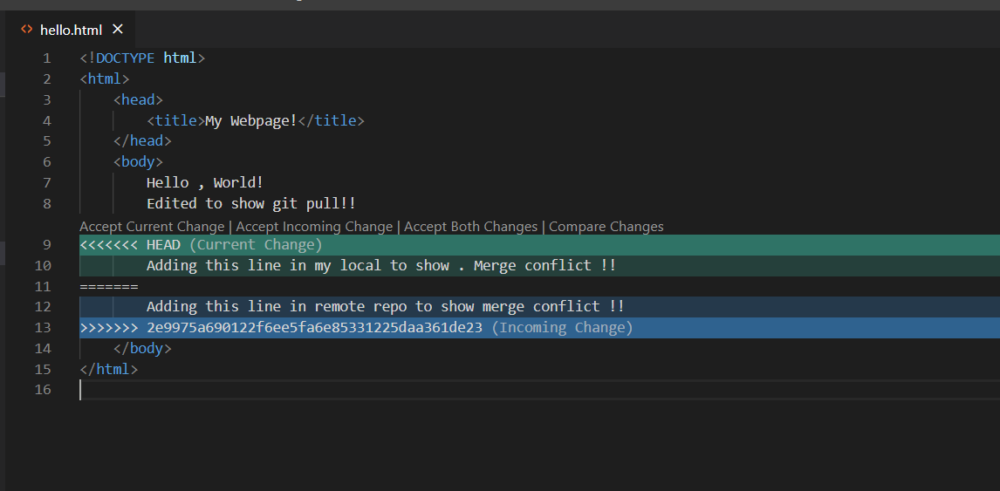 <> hello.html ×
1 <!DOCTYPE html>
2 <html>
3 <head>
4 <title>My Webpage!</title>
5 </head>
6 <body>
7 Hello , World!
8 Edited to show git pull!!
Accept Current Change | Accept Incoming Change | Accept Both Changes | Compare Changes
9 <<<<<<< HEAD (Current Change)
10 Adding this line in my local to show . Merge conflict !!
11 =======
12 Adding this line in remote repo to show merge conflict !!
13 >>>>>>> 2e9975a690122f6ee5fa6e85331225daa361de23 (Incoming Change)
14 </body>
15 </html>
16